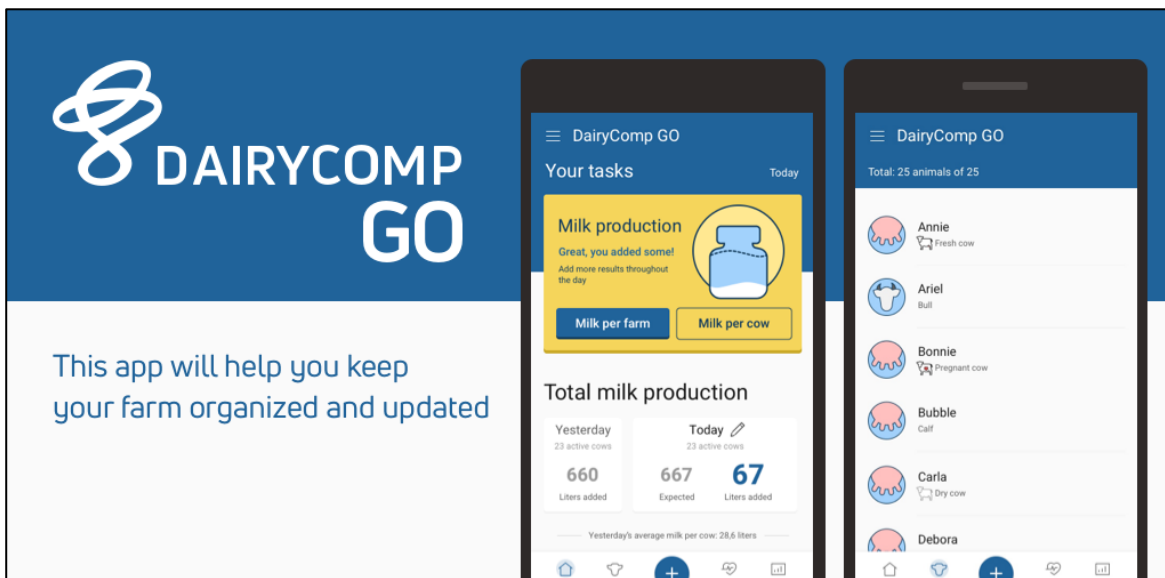 DAIRYCOMP
GO
This app will help you keep
your farm organized and updated
DairyComp GO
Your tasks
Today
Milk production
Great, you added some!
Add more results throughout
the day
Milk per farm
Milk per cow
Total milk production
Yesterday
23 active cows
660
Liters added
Today
23 active cows
667
Expected
67
Liters added
Yesterday's average milk per cow: 28,6 liters
+
DairyComp GO
Total: 25 animals of 25
Annie
Fresh cow
Ariel
Bull
Bonnie
Pregnant cow
Bubble
Calf
Carla
Dry cow
Debora
+